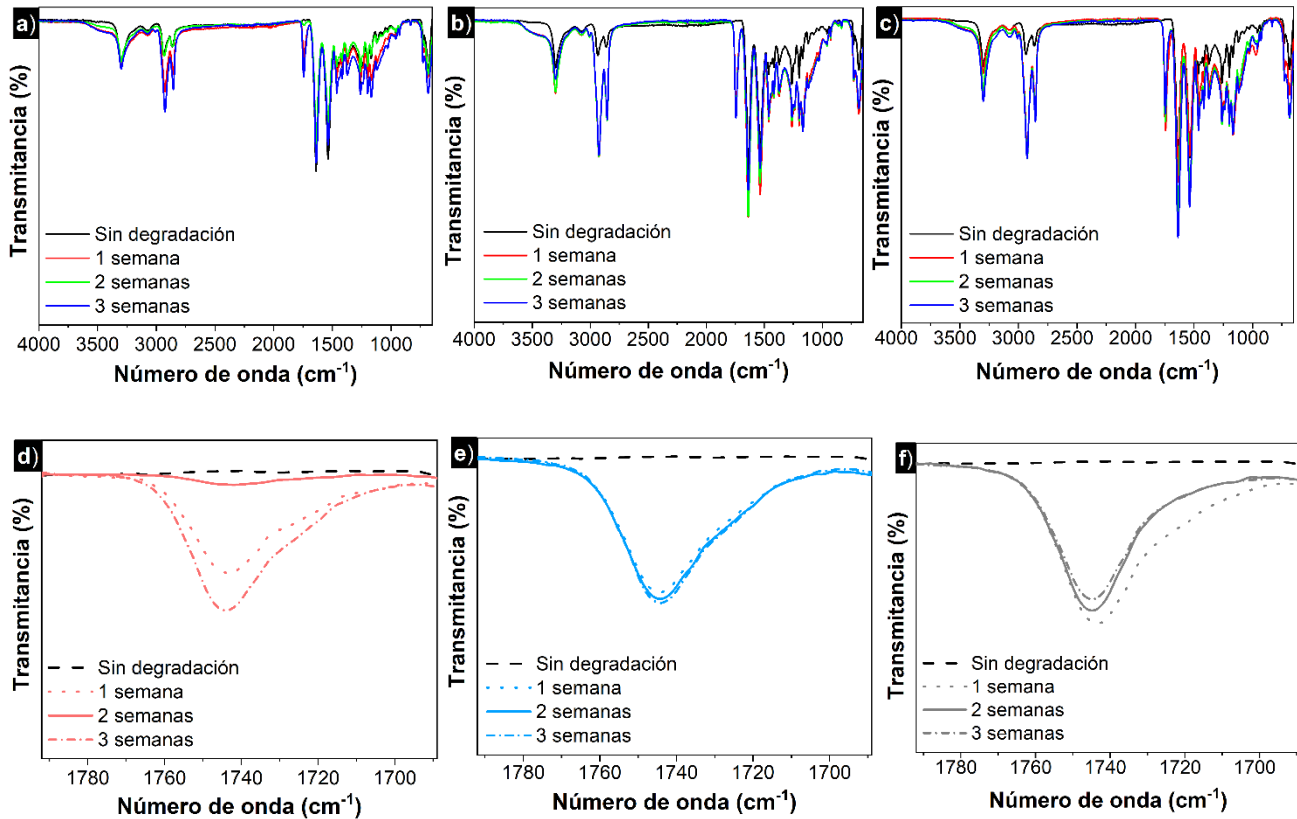 a)
Transmitancia (%)
Sin degradación
1 semana
2 semanas
3 semanas
4000 3500 3000 2500 2000 1500 1000
Número de onda (cm⁻¹)
b)
Transmitancia (%)
Sin degradación
1 semana
2 semanas
3 semanas
4000 3500 3000 2500 2000 1500 1000
Número de onda (cm⁻¹)
c)
Transmitancia (%)
Sin degradación
1 semana
2 semanas
3 semanas
4000 3500 3000 2500 2000 1500 1000
Número de onda (cm⁻¹)
d)
Transmitancia (%)
Sin degradación
1 semana
2 semanas
3 semanas
1780 1760 1740 1720 1700
Número de onda (cm⁻¹)
e)
Transmitancia (%)
Sin degradación
1 semana
2 semanas
3 semanas
1780 1760 1740 1720 1700
Número de onda (cm⁻¹)
f)
Transmitancia (%)
Sin degradación
1 semana
2 semanas
3 semanas
1780 1760 1740 1720 1700
Número de onda (cm⁻¹)